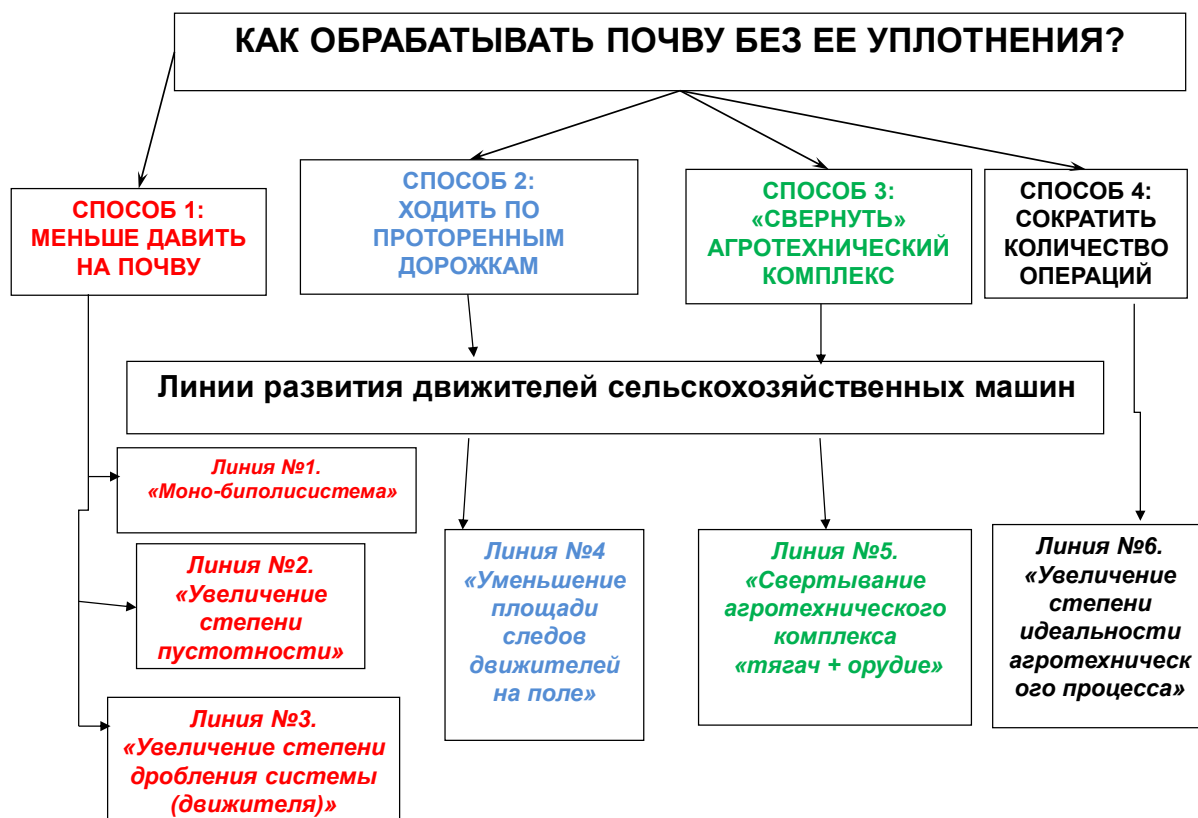 КАК ОБРАБАТЫВАТЬ ПОЧВУ БЕЗ ЕЕ УПЛОТНЕНИЯ?
СПОСОБ 1:
МЕНЬШЕ ДАВИТЬ
НА ПОЧВУ
СПОСОБ 2:
ХОДИТЬ ПО
ПРОТОРЕННЫМ
ДОРОЖКАМ
СПОСОБ 3:
«СВЕРНУТЬ»
АГРОТЕХНИЧЕСКИЙ
КОМПЛЕКС
СПОСОБ 4:
СОКРАТИТЬ
КОЛИЧЕСТВО
ОПЕРАЦИЙ
Линии развития движителей сельскохозяйственных машин
Линия №1.
«Моно-биполисистема»
Линия №2.
«Увеличение
степени
пустотности»
Линия №3.
«Увеличение степени
дробления системы
(движителя)»
Линия №4
«Уменьшение
площади
следов
движителей
на поле»
Линия №5.
«Свертывание
агротехнического
комплекса
«тягач + орудие»
Линия №6.
«Увеличение
степени
идеальности
агротехническ
ого процесса»